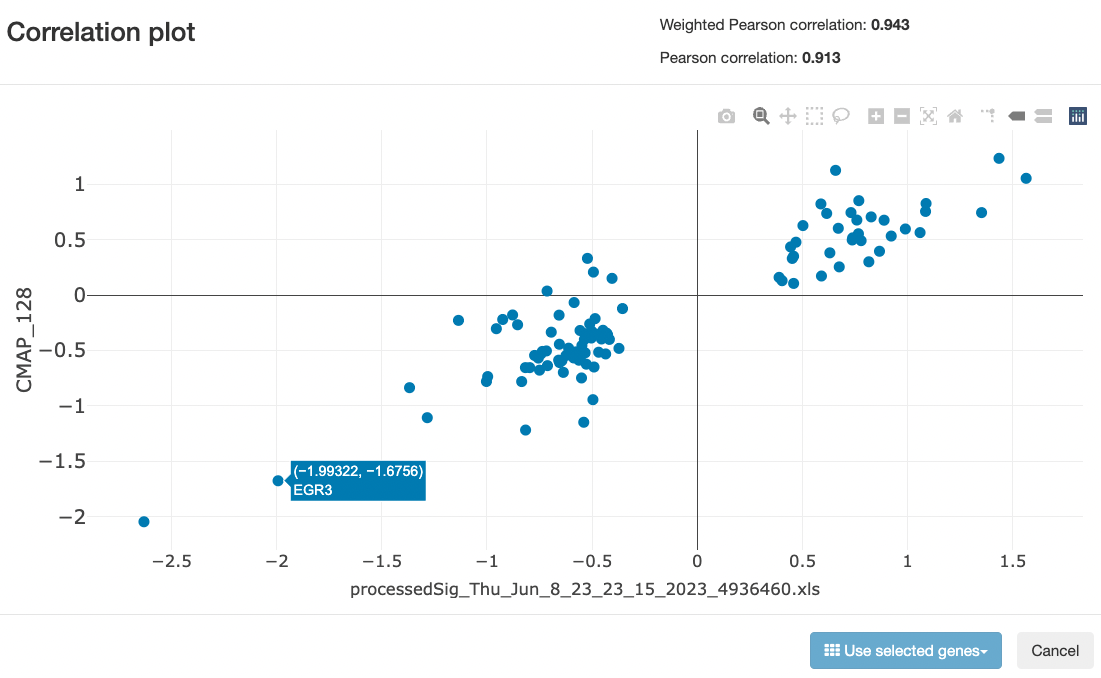 Correlation plot
Weighted Pearson correlation: 0.943
Pearson correlation: 0.913
1
0.5
0
−0.5
−1
−1.5
−2
CMAP_128
(−1.99322, −1.6756)
EGR3
−2.5 −2 −1.5 −1 −0.5 0 0.5 1 1.5
processedSig_Thu_Jun_8_23_23_15_2023_4936460.xls
Use selected genes
Cancel